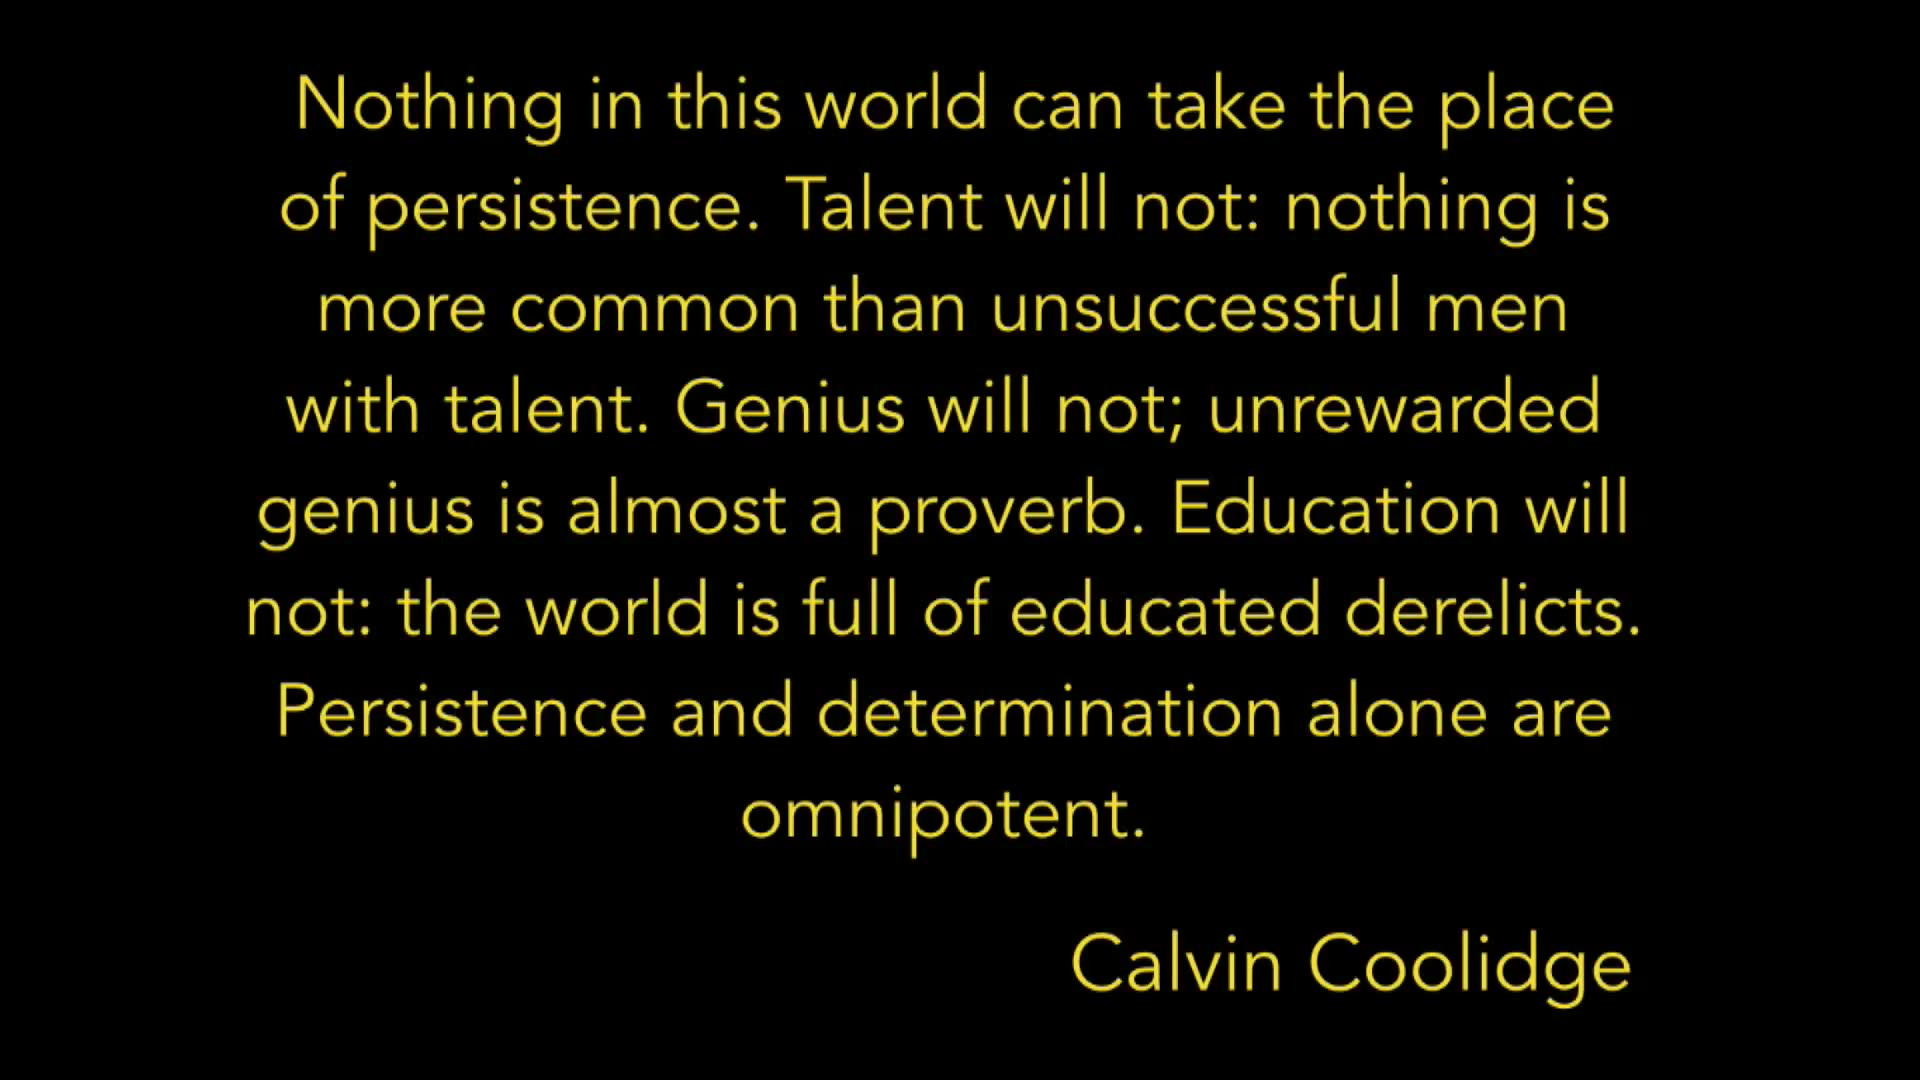 Nothing in this world can take the place
of persistence. Talent will not: nothing is
more common than unsuccessful men
with talent. Genius will not; unrewarded
genius is almost a proverb. Education will
not: the world is full of educated derelicts.
Persistence and determination alone are
omnipotent.
Calvin Coolidge